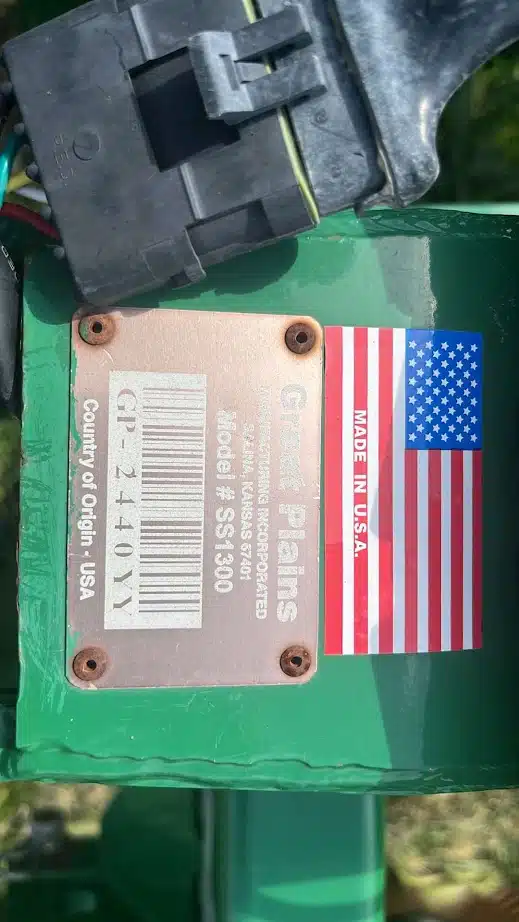 Great Plains
MANUFACTURING INCORPORATED
SALINA, KANSAS 67401
Model # SS1300
GP-2440YY
Country of Origin - USA
MADE IN U.S.A.